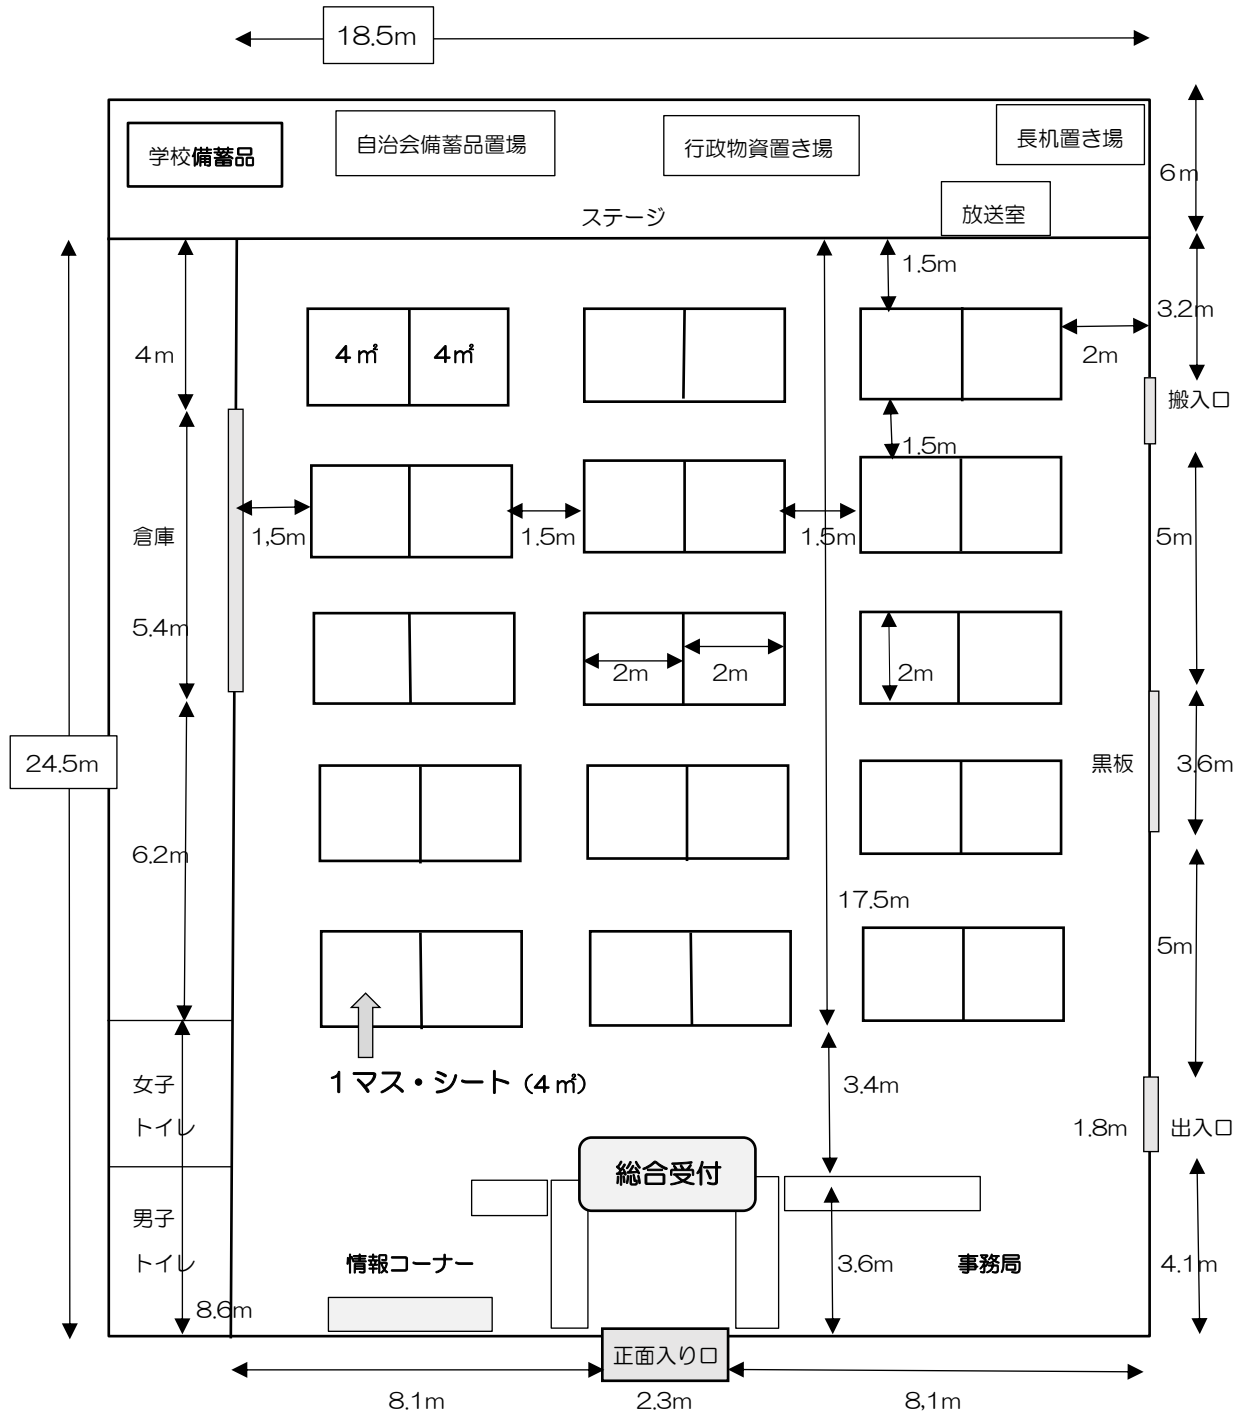 18.5m
学校備蓄品
自治会備蓄品置場
行政物資置き場
長机置き場
6m
ステージ
放送室
1.5m
3.2m
4m
4㎡
4㎡
2m
搬入口
1.5m
倉庫
1,5m
1.5m
1.5m
5m
5.4m
2m
2m
2m
24.5m
黒板
3.6m
6.2m
17.5m
5m
女子
トイレ
1マス・シート（4㎡）
3.4m
1.8m
出入口
総合受付
男子
トイレ
情報コーナー
3.6m
事務局
4.1m
8.6m
正面入り口
8.1m
2.3m
8,1m